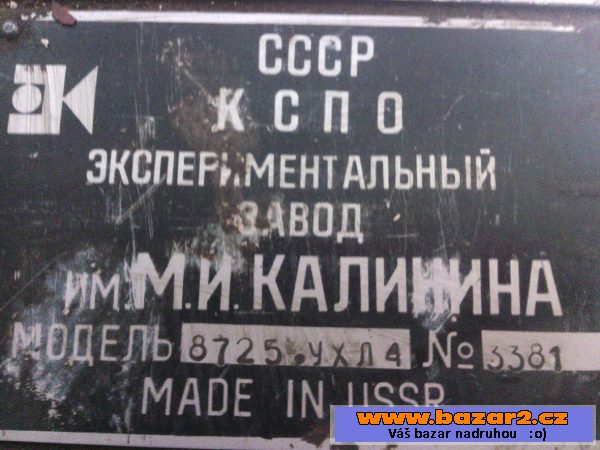 СССР
КСПО
ЭКСПЕРИМЕНТАЛЬНЫЙ
ЗАВОД
ИМ. М.И. КАЛИНИНА
МОДЕЛЬ 8725.УХЛ4 № 3381
MADE IN USSR
www.bazar2.cz
Váš bazar nadruhou :o)